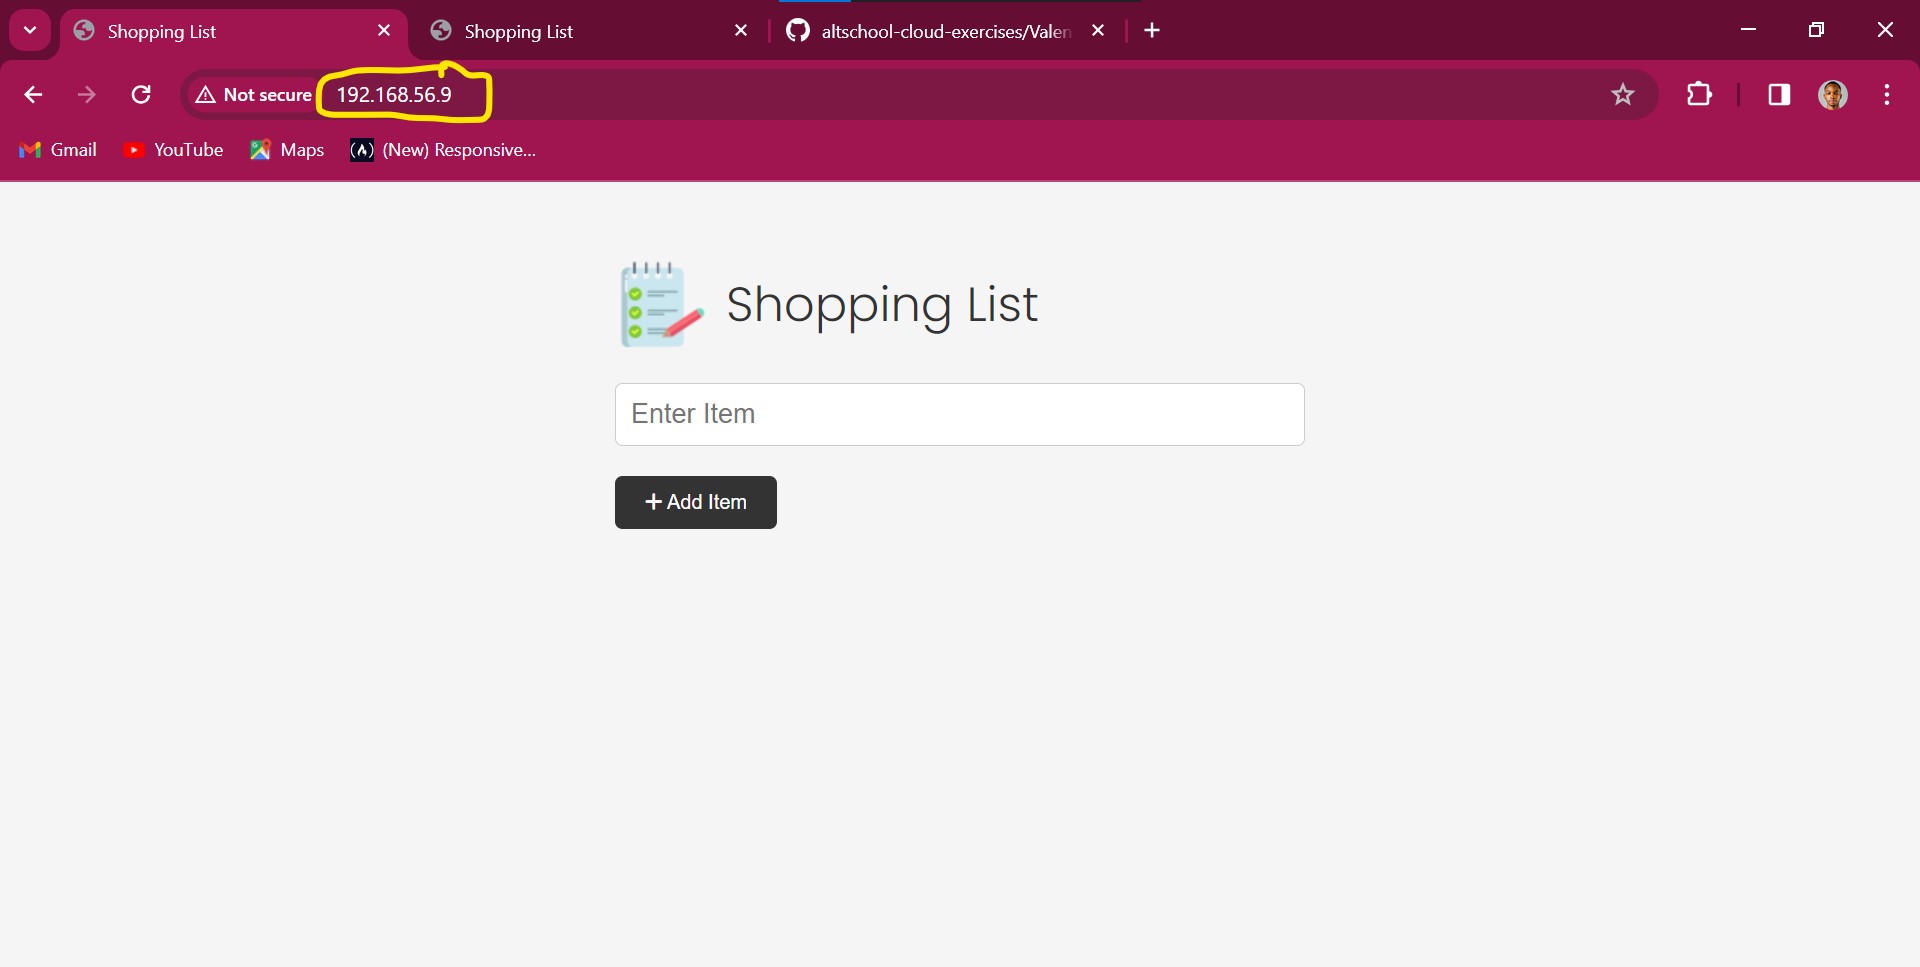 Shopping List
Shopping List
altschool-cloud-exercises/Valen
Not secure
192.168.56.9
Gmail
YouTube
Maps
(New) Responsive...
Shopping List
Enter Item
+ Add Item